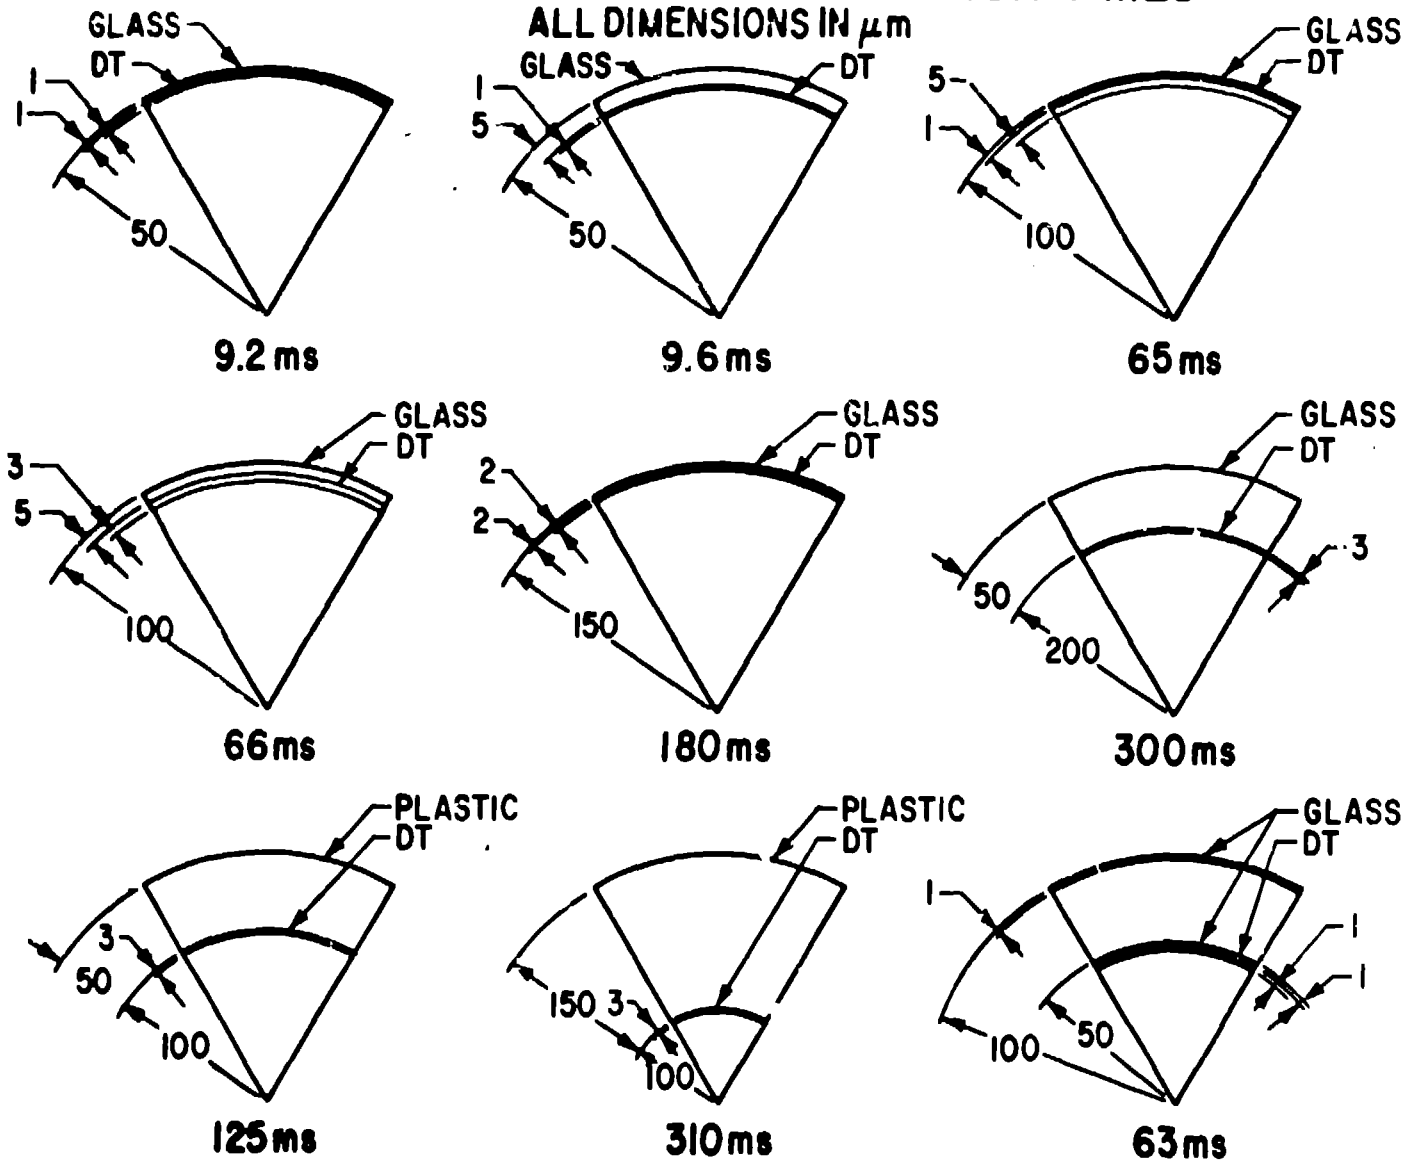 ALL DIMENSIONS IN μm
GLASS
DT
1
1
50
9.2 ms
GLASS
DT
1
5
50
9.6 ms
GLASS
DT
5
1
100
65 ms
GLASS
DT
3
5
100
66 ms
GLASS
DT
2
2
150
180 ms
GLASS
DT
3
50
200
300 ms
PLASTIC
DT
3
50
100
125 ms
PLASTIC
DT
150
3
100
310 ms
GLASS
DT
1
1
1
50
100
63 ms